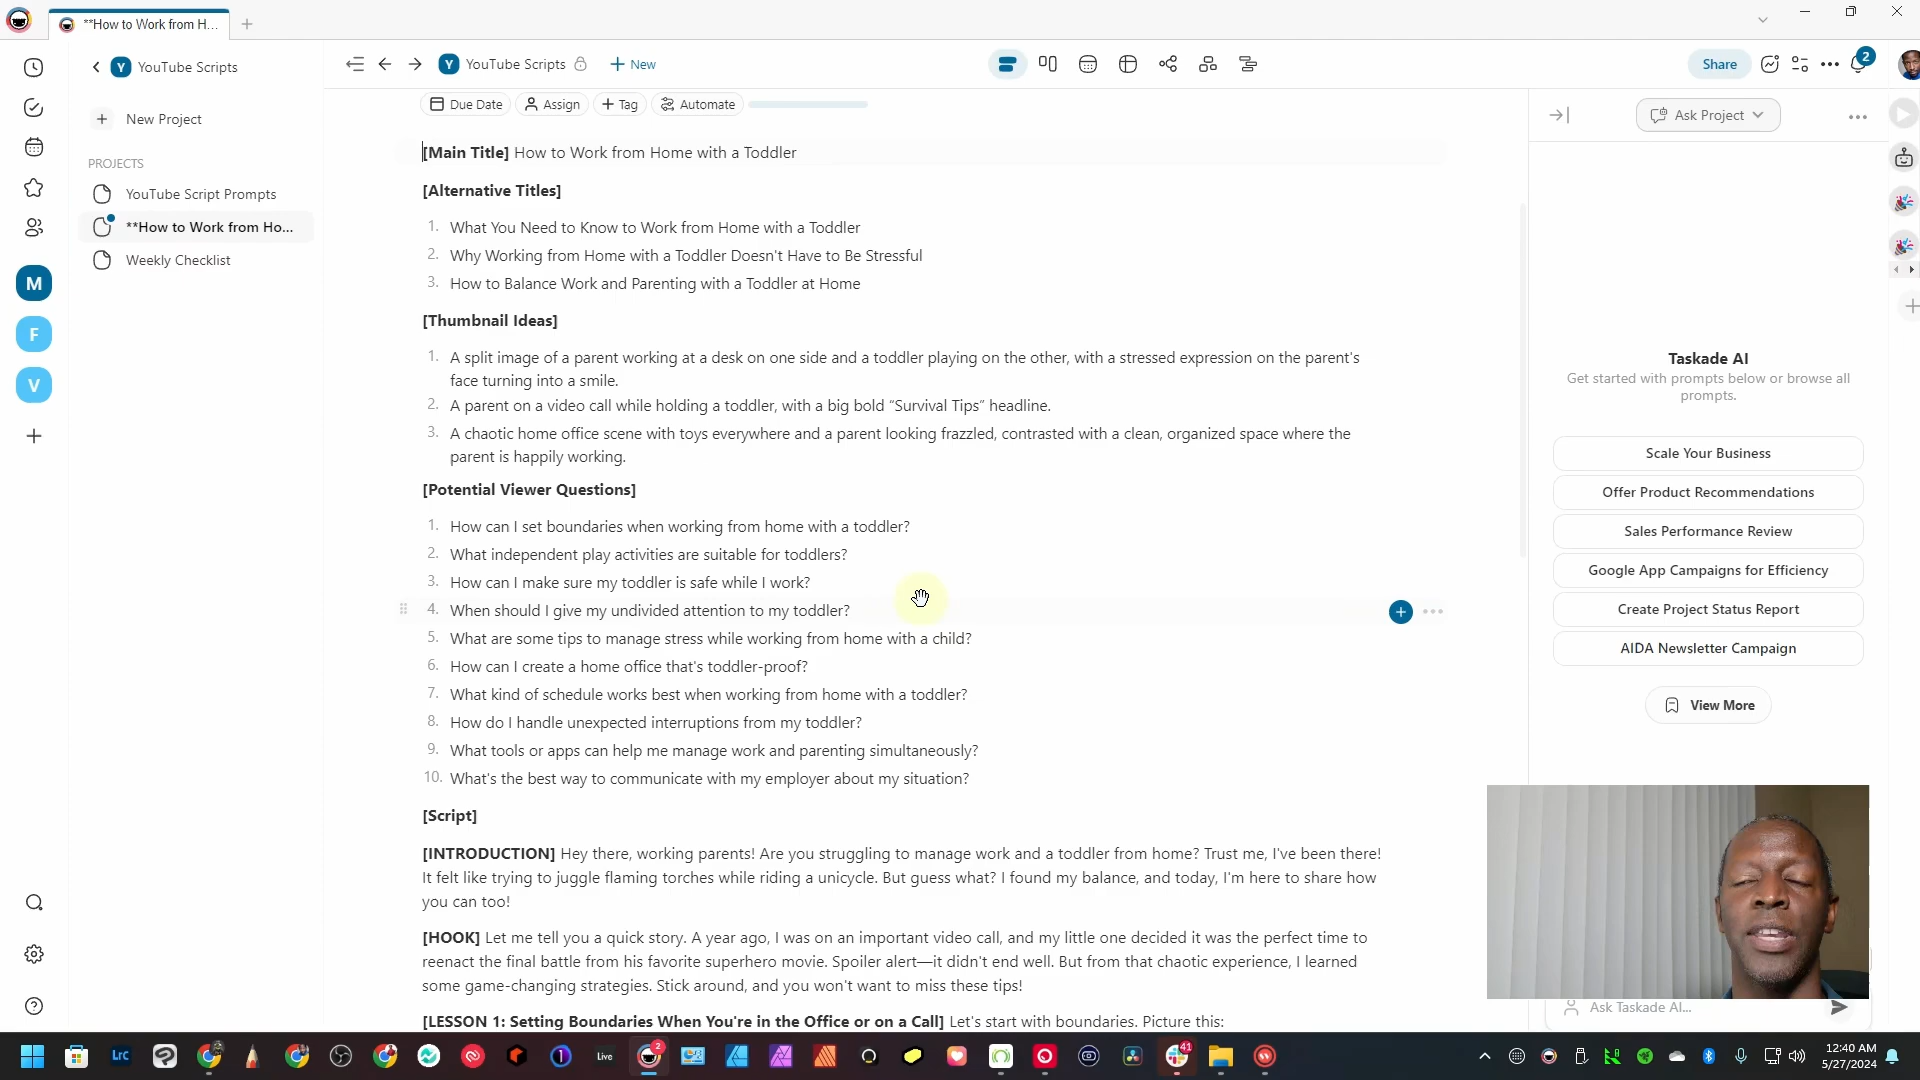 **How to Work from H...
YouTube Scripts
New Project
PROJECTS
YouTube Script Prompts
**How to Work from Ho...
Weekly Checklist
M
F
V
Y YouTube Scripts
New
Share
2
Due Date
Assign
Tag
Automate
[Main Title] How to Work from Home with a Toddler
[Alternative Titles]
1. What You Need to Know to Work from Home with a Toddler
2. Why Working from Home with a Toddler Doesn't Have to Be Stressful
3. How to Balance Work and Parenting with a Toddler at Home
[Thumbnail Ideas]
1. A split image of a parent working at a desk on one side and a toddler playing on the other, with a stressed expression on the parent's
face turning into a smile.
2. A parent on a video call while holding a toddler, with a big bold “Survival Tips” headline.
3. A chaotic home office scene with toys everywhere and a parent looking frazzled, contrasted with a clean, organized space where the
parent is happily working.
[Potential Viewer Questions]
1. How can I set boundaries when working from home with a toddler?
2. What independent play activities are suitable for toddlers?
3. How can I make sure my toddler is safe while I work?
4. When should I give my undivided attention to my toddler?
5. What are some tips to manage stress while working from home with a child?
6. How can I create a home office that's toddler-proof?
7. What kind of schedule works best when working from home with a toddler?
8. How do I handle unexpected interruptions from my toddler?
9. What tools or apps can help me manage work and parenting simultaneously?
10. What's the best way to communicate with my employer about my situation?
[Script]
[INTRODUCTION] Hey there, working parents! Are you struggling to manage work and a toddler from home? Trust me, I've been there!
It felt like trying to juggle flaming torches while riding a unicycle. But guess what? I found my balance, and today, I'm here to share how
you can too!
[HOOK] Let me tell you a quick story. A year ago, I was on an important video call, and my little one decided it was the perfect time to
reenact the final battle from his favorite superhero movie. Spoiler alert—it didn't end well. But from that chaotic experience, I learned
some game-changing strategies. Stick around, and you won't want to miss these tips!
[LESSON 1: Setting Boundaries When You're in the Office or on a Call] Let's start with boundaries. Picture this:
Ask Project
Taskade AI
Get started with prompts below or browse all
prompts.
Scale Your Business
Offer Product Recommendations
Sales Performance Review
Google App Campaigns for Efficiency
Create Project Status Report
AIDA Newsletter Campaign
View More
Ask Taskade AI...
Lrc
Live
2
41
12:40 AM
5/27/2024